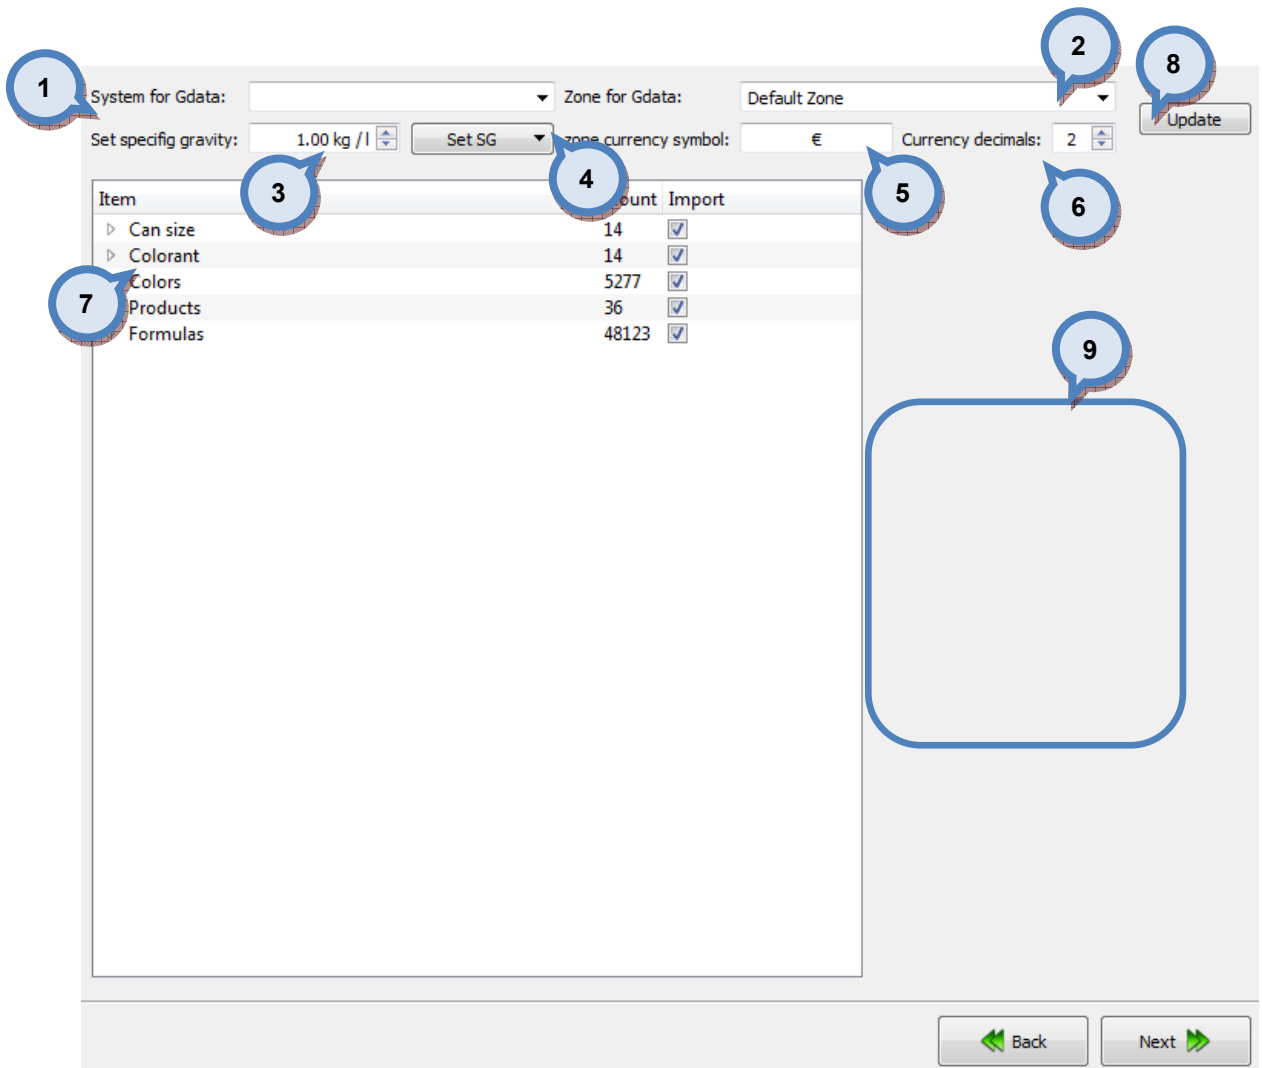 2
8
1
System for Gdata: Zone for Gdata: Default Zone
Update
Set specifig gravity: 1.00 kg / l Set SG zone currency symbol: € Currency decimals: 2
3
4
5
6
Item Import
Can size 14
Colorant 14
Colors 5277
7
Products 36
Formulas 48123
9
Back Next